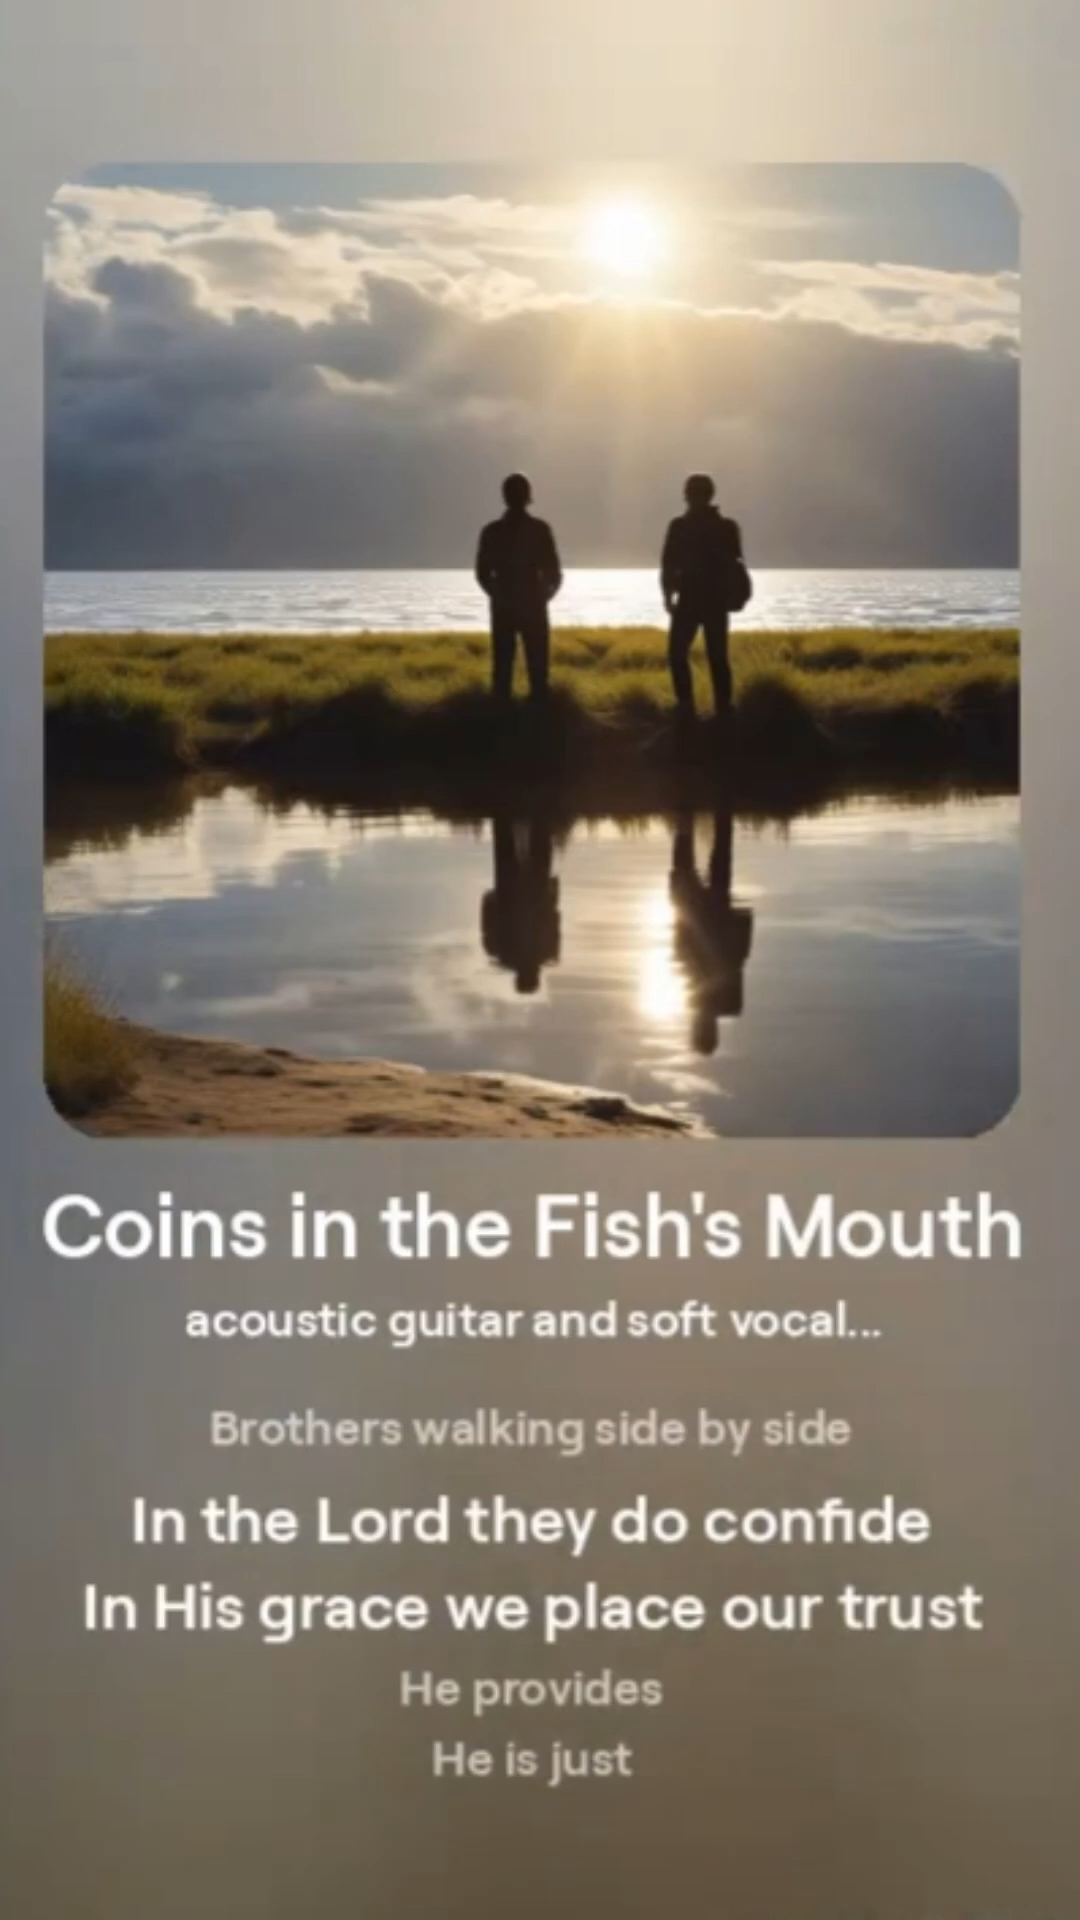 Coins in the Fish's Mouth
acoustic guitar and soft vocal...
Brothers walking side by side
In the Lord they do confide
In His grace we place our trust
He provides
He is just